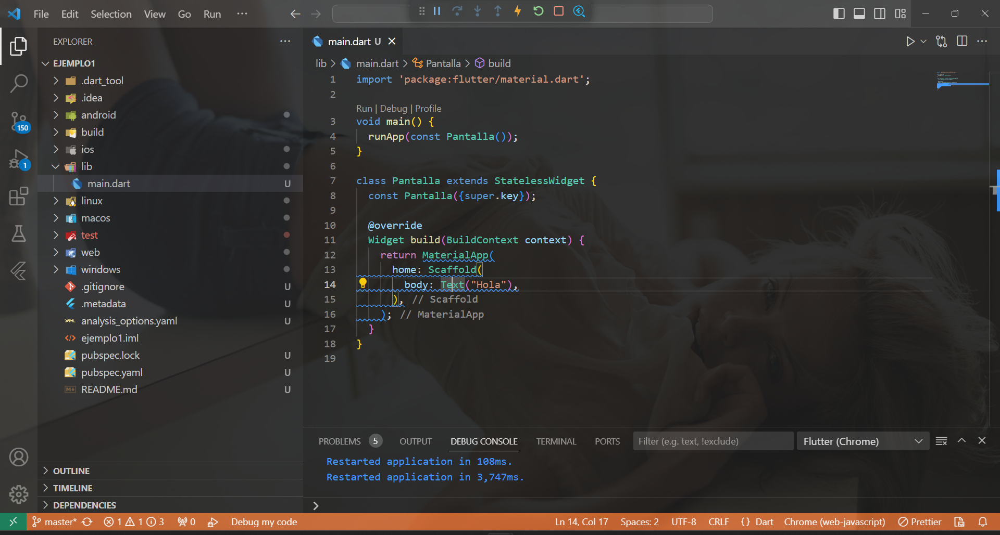 File Edit Selection View Go Run ···
EXPLORER ···
EJEMPLO1
.dart_tool
.idea
android
build
ios
lib
main.dart U
linux
macos
test
web
windows
.gitignore U
.metadata U
analysis_options.yaml U
ejemplo1.iml
pubspec.lock U
pubspec.yaml U
README.md U
OUTLINE
TIMELINE
DEPENDENCIES
150
1
main.dart U
lib > main.dart > Pantalla > build
1 import 'package:flutter/material.dart';
2
Run | Debug | Profile
3 void main() {
4 runApp(const Pantalla());
5 }
6
7 class Pantalla extends StatelessWidget {
8 const Pantalla({super.key});
9
10 @override
11 Widget build(BuildContext context) {
12 return MaterialApp(
13 home: Scaffold(
14 body: Text("Hola"),
15 ), // Scaffold
16 ); // MaterialApp
17 }
18 }
19
PROBLEMS 5 OUTPUT DEBUG CONSOLE TERMINAL PORTS Filter (e.g. text, !exclude) Flutter (Chrome)
Restarted application in 108ms.
Restarted application in 3,747ms.
master* 1 1 3 0 Debug my code Ln 14, Col 17 Spaces: 2 UTF-8 CRLF {} Dart Chrome (web-javascript) Prettier